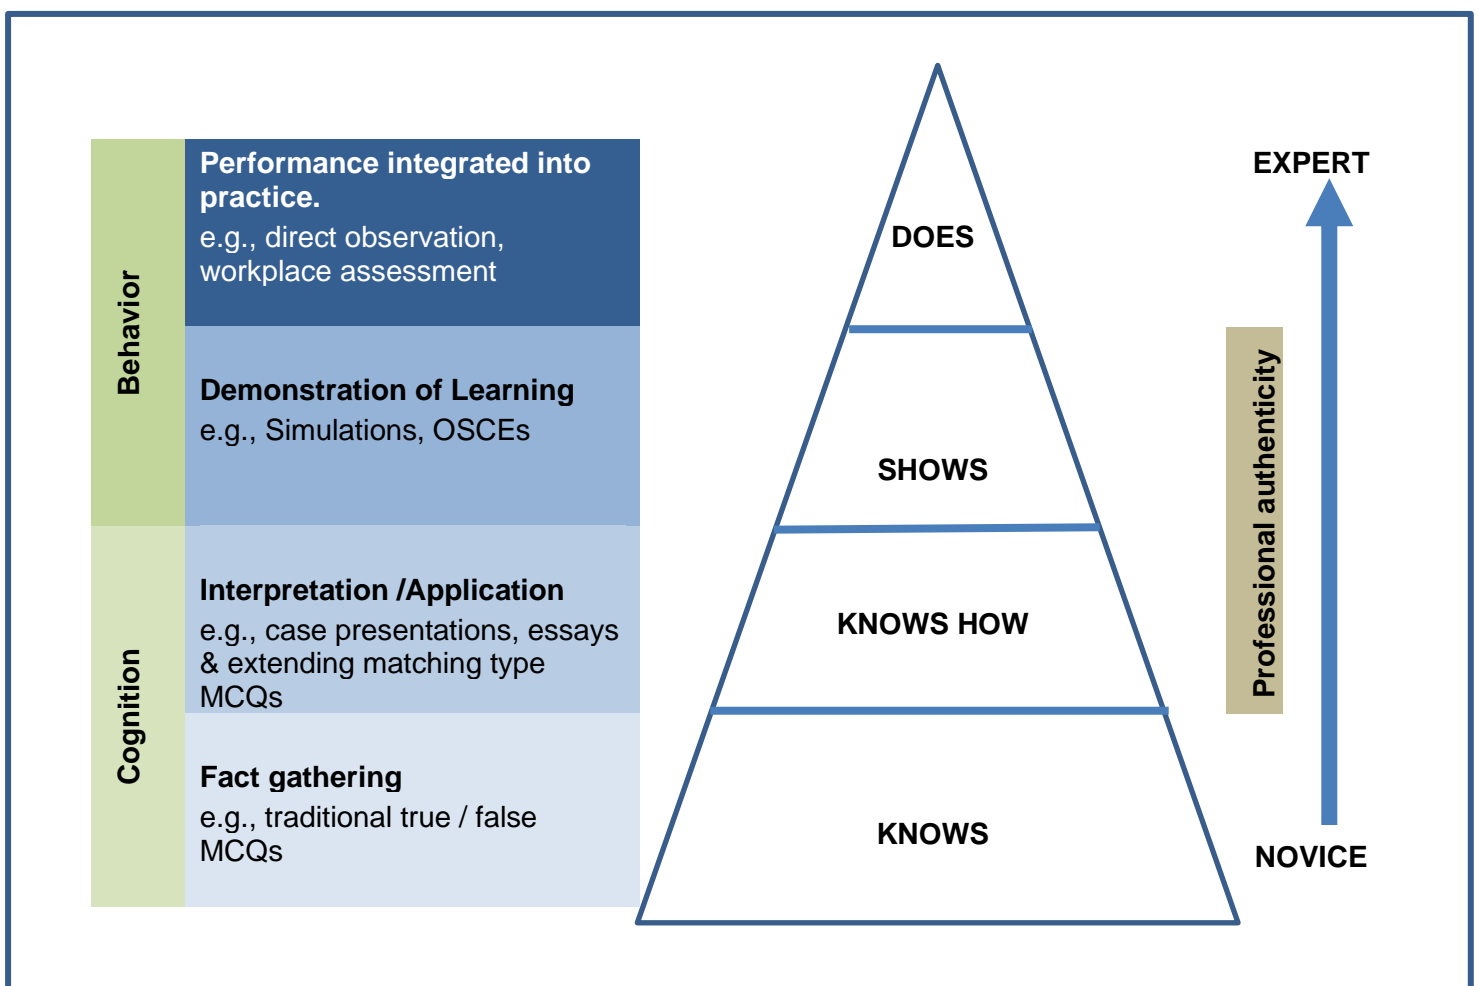 Behavior
Performance integrated into
practice.
e.g., direct observation,
workplace assessment
Demonstration of Learning
e.g., Simulations, OSCEs
Cognition
Interpretation /Application
e.g., case presentations, essays
& extending matching type
MCQs
Fact gathering
e.g., traditional true / false
MCQs
DOES
SHOWS
KNOWS HOW
KNOWS
EXPERT
Professional authenticity
NOVICE